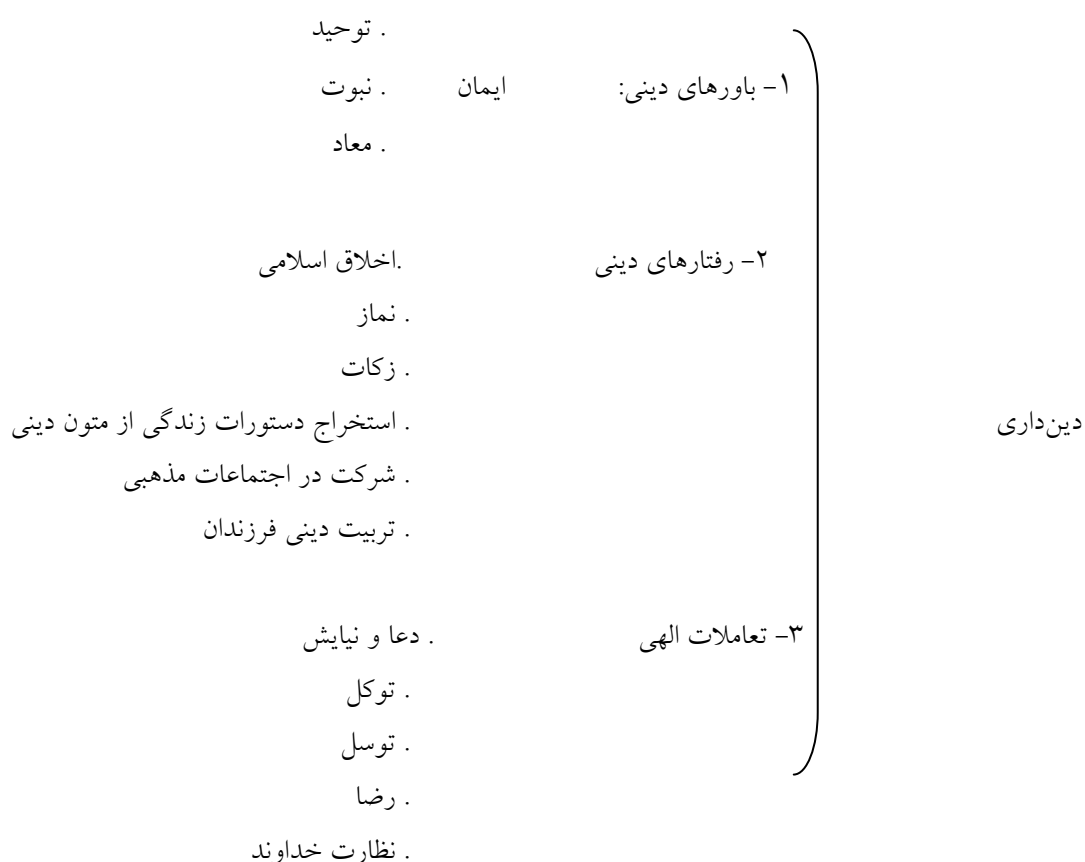 . توحید
۱- باورهای دینی: ایمان . نبوت
. معاد
۲- رفتارهای دینی .اخلاق اسلامی
. نماز
. زکات
دین‌داری . استخراج دستورات زندگی از متون دینی
. شرکت در اجتماعات مذهبی
. تربیت دینی فرزندان
۳- تعاملات الهی . دعا و نیایش
. توکل
. توسل
. رضا
. نظارت خداوند